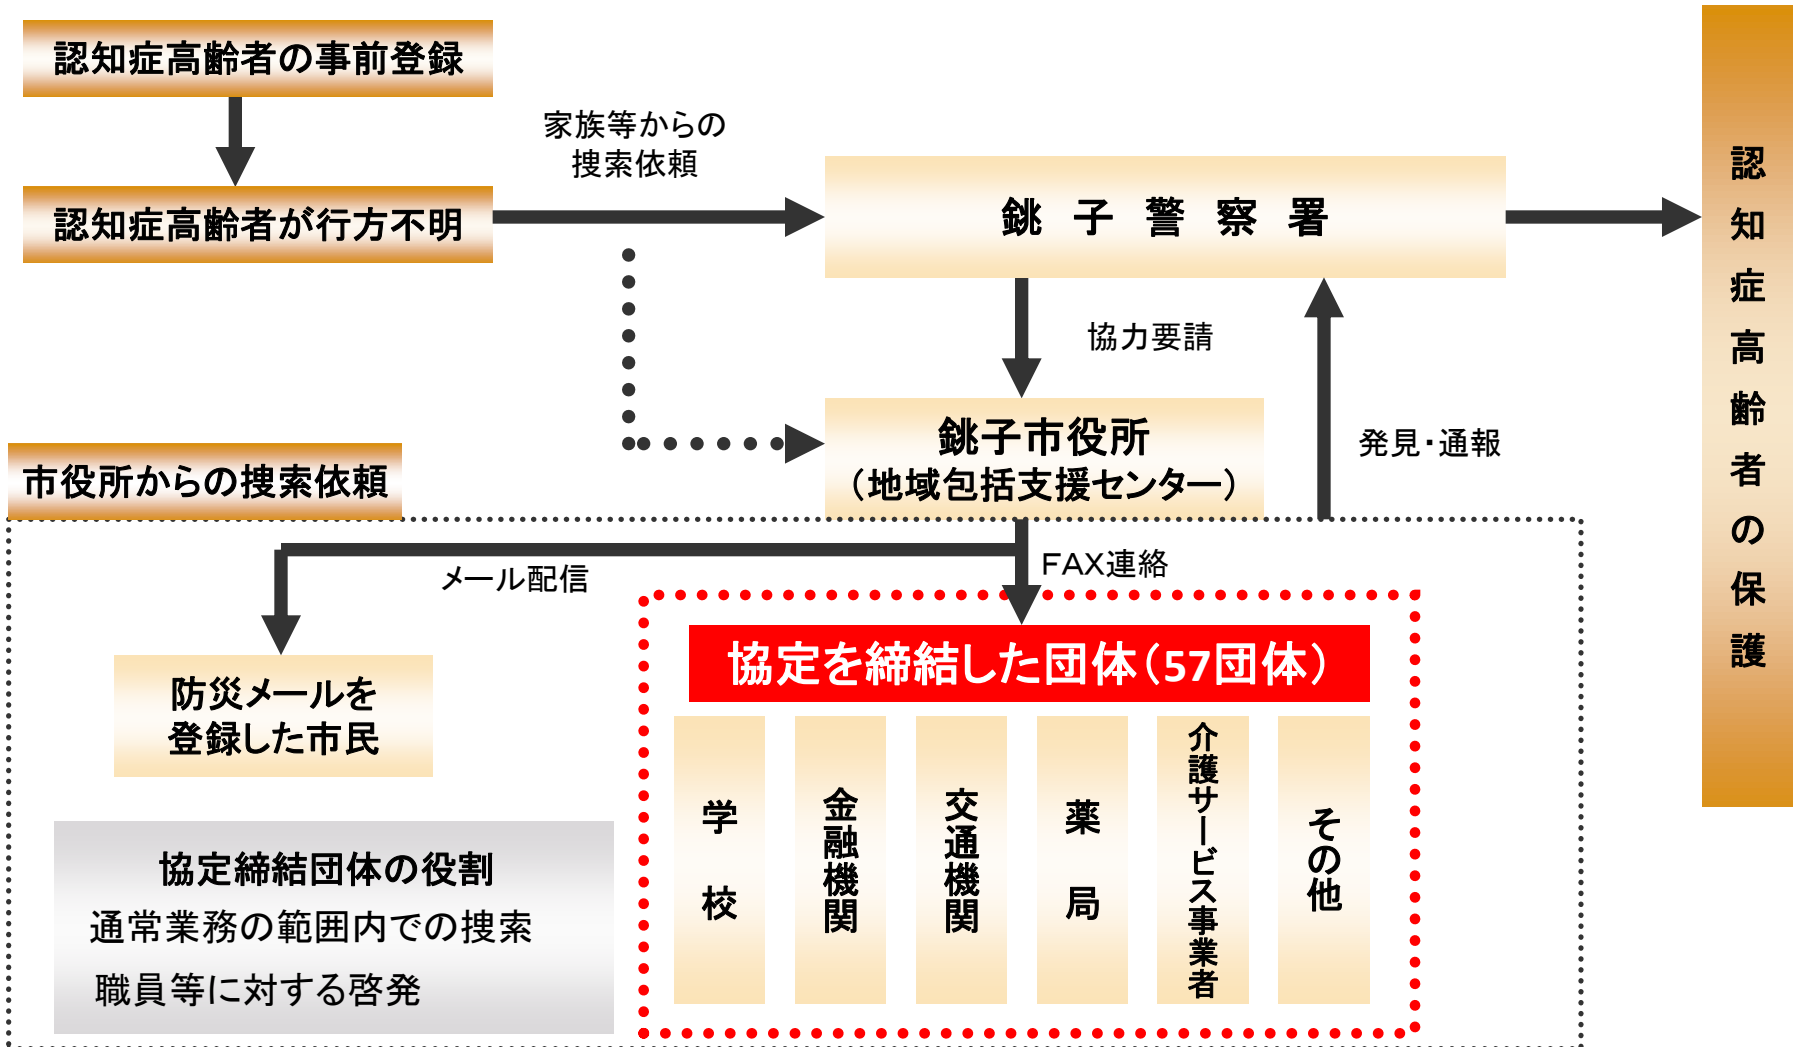 認知症高齢者の事前登録
家族等からの
捜索依頼
認知症高齢者が行方不明
銚子警察署
認知症高齢者の保護
協力要請
銚子市役所
（地域包括支援センター）
発見・通報
市役所からの捜索依頼
メール配信
FAX連絡
防災メールを
登録した市民
協定を締結した団体（57団体）
学校
金融機関
交通機関
薬局
介護サービス事業者
その他
協定締結団体の役割
通常業務の範囲内での捜索
職員等に対する啓発